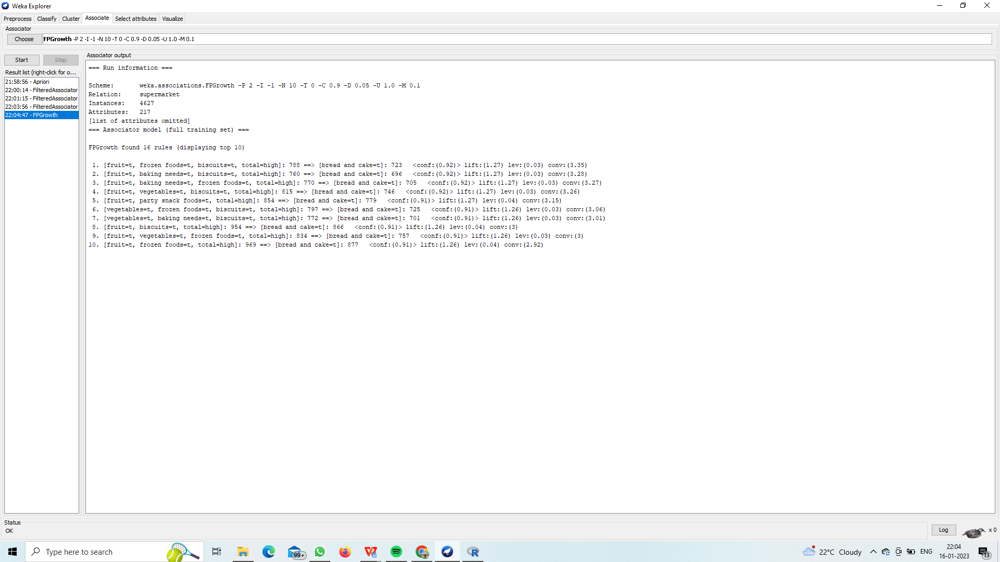 Weka Explorer
Preprocess Classify Cluster Associate Select attributes Visualize
Associator
Choose FPGrowth -P 2 -I -1 -N 10 -T 0 -C 0.9 -D 0.05 -U 1.0 -M 0.1
Start Stop
Result list (right-click for o...
21:58:56 - Apriori
22:00:14 - FilteredAssociator
22:01:15 - FilteredAssociator
22:03:56 - FilteredAssociator
22:04:47 - FPGrowth
Associator output
=== Run information ===
Scheme: weka.associations.FPGrowth -P 2 -I -1 -N 10 -T 0 -C 0.9 -D 0.05 -U 1.0 -M 0.1
Relation: supermarket
Instances: 4627
Attributes: 217
[list of attributes omitted]
=== Associator model (full training set) ===
FPGrowth found 16 rules (displaying top 10)
1. [fruit=t, frozen foods=t, biscuits=t, total=high]: 788 ==> [bread and cake=t]: 723 <conf:(0.92)> lift:(1.27) lev:(0.03) conv:(3.35)
2. [fruit=t, baking needs=t, biscuits=t, total=high]: 760 ==> [bread and cake=t]: 696 <conf:(0.92)> lift:(1.27) lev:(0.03) conv:(3.28)
3. [fruit=t, baking needs=t, frozen foods=t, total=high]: 770 ==> [bread and cake=t]: 705 <conf:(0.92)> lift:(1.27) lev:(0.03) conv:(3.27)
4. [fruit=t, vegetables=t, biscuits=t, total=high]: 815 ==> [bread and cake=t]: 746 <conf:(0.92)> lift:(1.27) lev:(0.03) conv:(3.26)
5. [fruit=t, party snack foods=t, total=high]: 854 ==> [bread and cake=t]: 779 <conf:(0.91)> lift:(1.27) lev:(0.04) conv:(3.15)
6. [vegetables=t, frozen foods=t, biscuits=t, total=high]: 797 ==> [bread and cake=t]: 725 <conf:(0.91)> lift:(1.26) lev:(0.03) conv:(3.06)
7. [vegetables=t, baking needs=t, biscuits=t, total=high]: 772 ==> [bread and cake=t]: 701 <conf:(0.91)> lift:(1.26) lev:(0.03) conv:(3.01)
8. [fruit=t, biscuits=t, total=high]: 954 ==> [bread and cake=t]: 866 <conf:(0.91)> lift:(1.26) lev:(0.04) conv:(3)
9. [fruit=t, vegetables=t, frozen foods=t, total=high]: 834 ==> [bread and cake=t]: 757 <conf:(0.91)> lift:(1.26) lev:(0.03) conv:(3)
10. [fruit=t, frozen foods=t, total=high]: 969 ==> [bread and cake=t]: 877 <conf:(0.91)> lift:(1.26) lev:(0.04) conv:(2.92)
Status
OK
Log x 0
Type here to search
99+
22°C Cloudy
ENG
22:04
16-01-2023
13